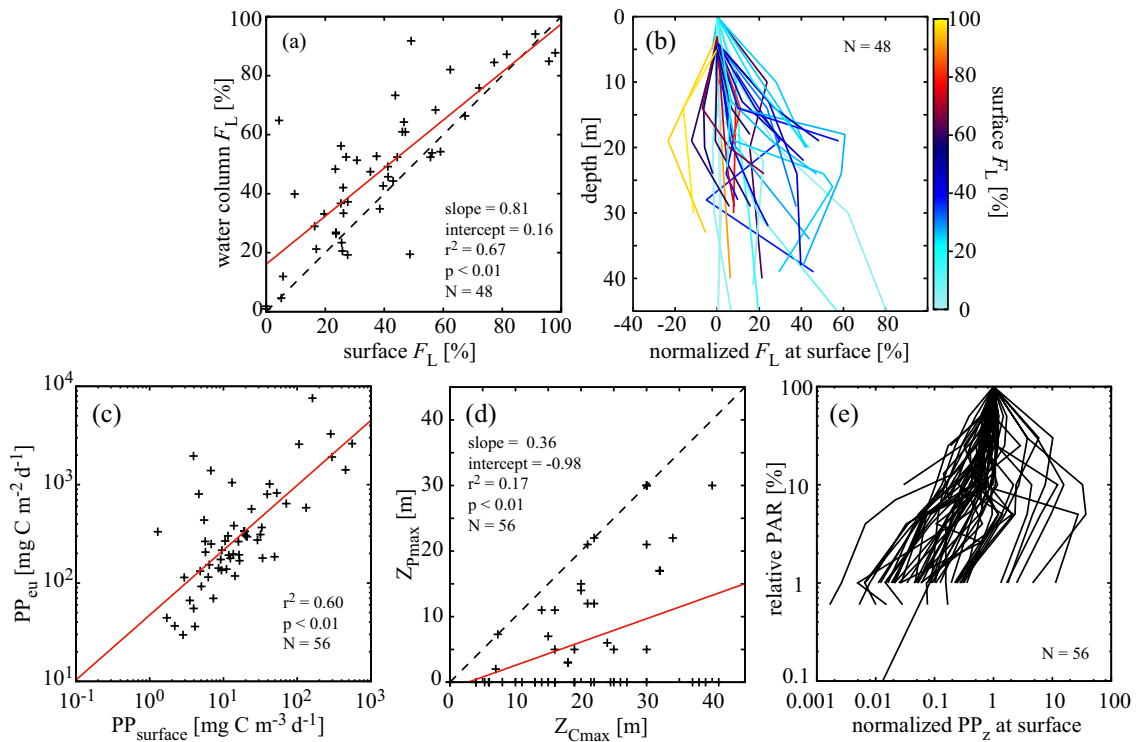 (a)
100
80
60
40
20
0
water column F_L [%]
slope = 0.81
intercept = 0.16
r² = 0.67
p < 0.01
N = 48
0 20 40 60 80 100
surface F_L [%]
(b)
N = 48
0
10
20
30
40
depth [m]
-40 -20 0 20 40 60 80
normalized F_L at surface [%]
100
80
60
40
20
0
surface F_L [%]
(c)
10⁴
10³
10²
10¹
PP_eu [mg C m⁻² d⁻¹]
r² = 0.60
p < 0.01
N = 56
10⁻¹ 10⁰ 10¹ 10² 10³
PP_surface [mg C m⁻³ d⁻¹]
(d)
40
30
20
10
0
Z_Pmax [m]
slope = 0.36
intercept = -0.98
r² = 0.17
p < 0.01
N = 56
0 10 20 30 40
Z_Cmax [m]
(e)
100
10
1
0.1
relative PAR [%]
N = 56
0.001 0.01 0.1 1 10 100
normalized PP_z at surface